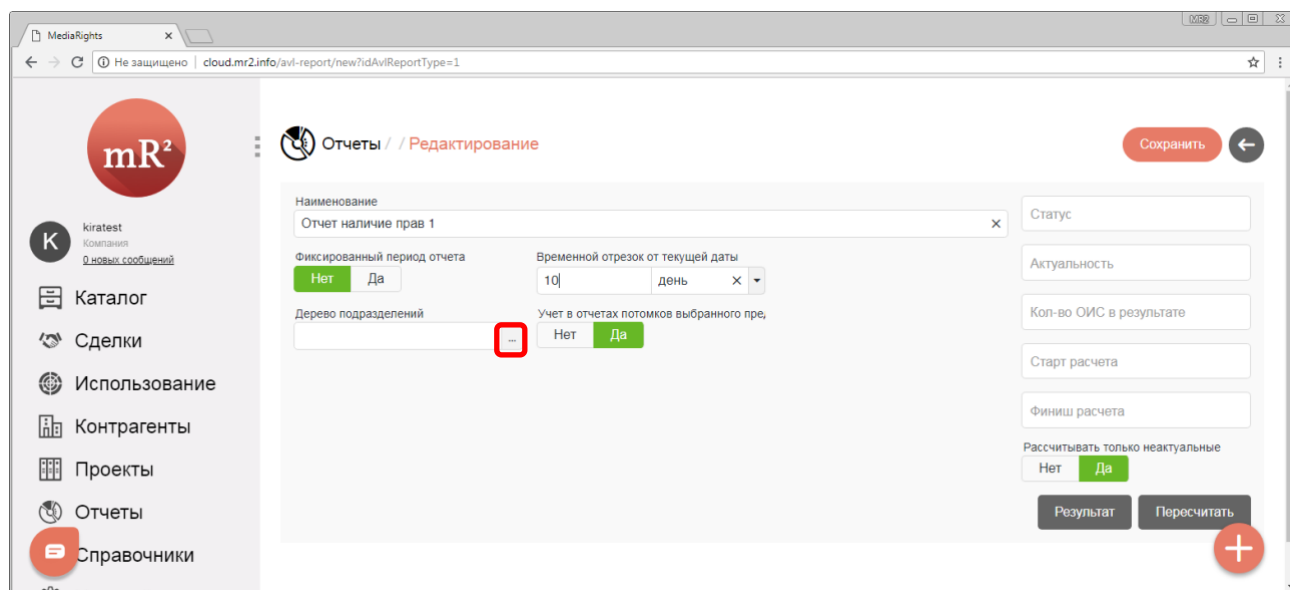 MR2
MediaRights
Не защищено | cloud.mr2.info/avl-report/new?idAvlReportType=1
mR²
Отчеты / / Редактирование
Сохранить
Наименование
Отчет наличие прав 1
Статус
K
kiratest
Компания
0 новых сообщений
Фиксированный период отчета
Временной отрезок от текущей даты
Нет Да
10 день
Актуальность
Каталог
Дерево подразделений
Учет в отчетах потомков выбранного пре
...
Нет Да
Кол-во ОИС в результате
Сделки
Старт расчета
Использование
Финиш расчета
Контрагенты
Рассчитывать только неактуальные
Нет Да
Проекты
Отчеты
Результат Пересчитать
Справочники